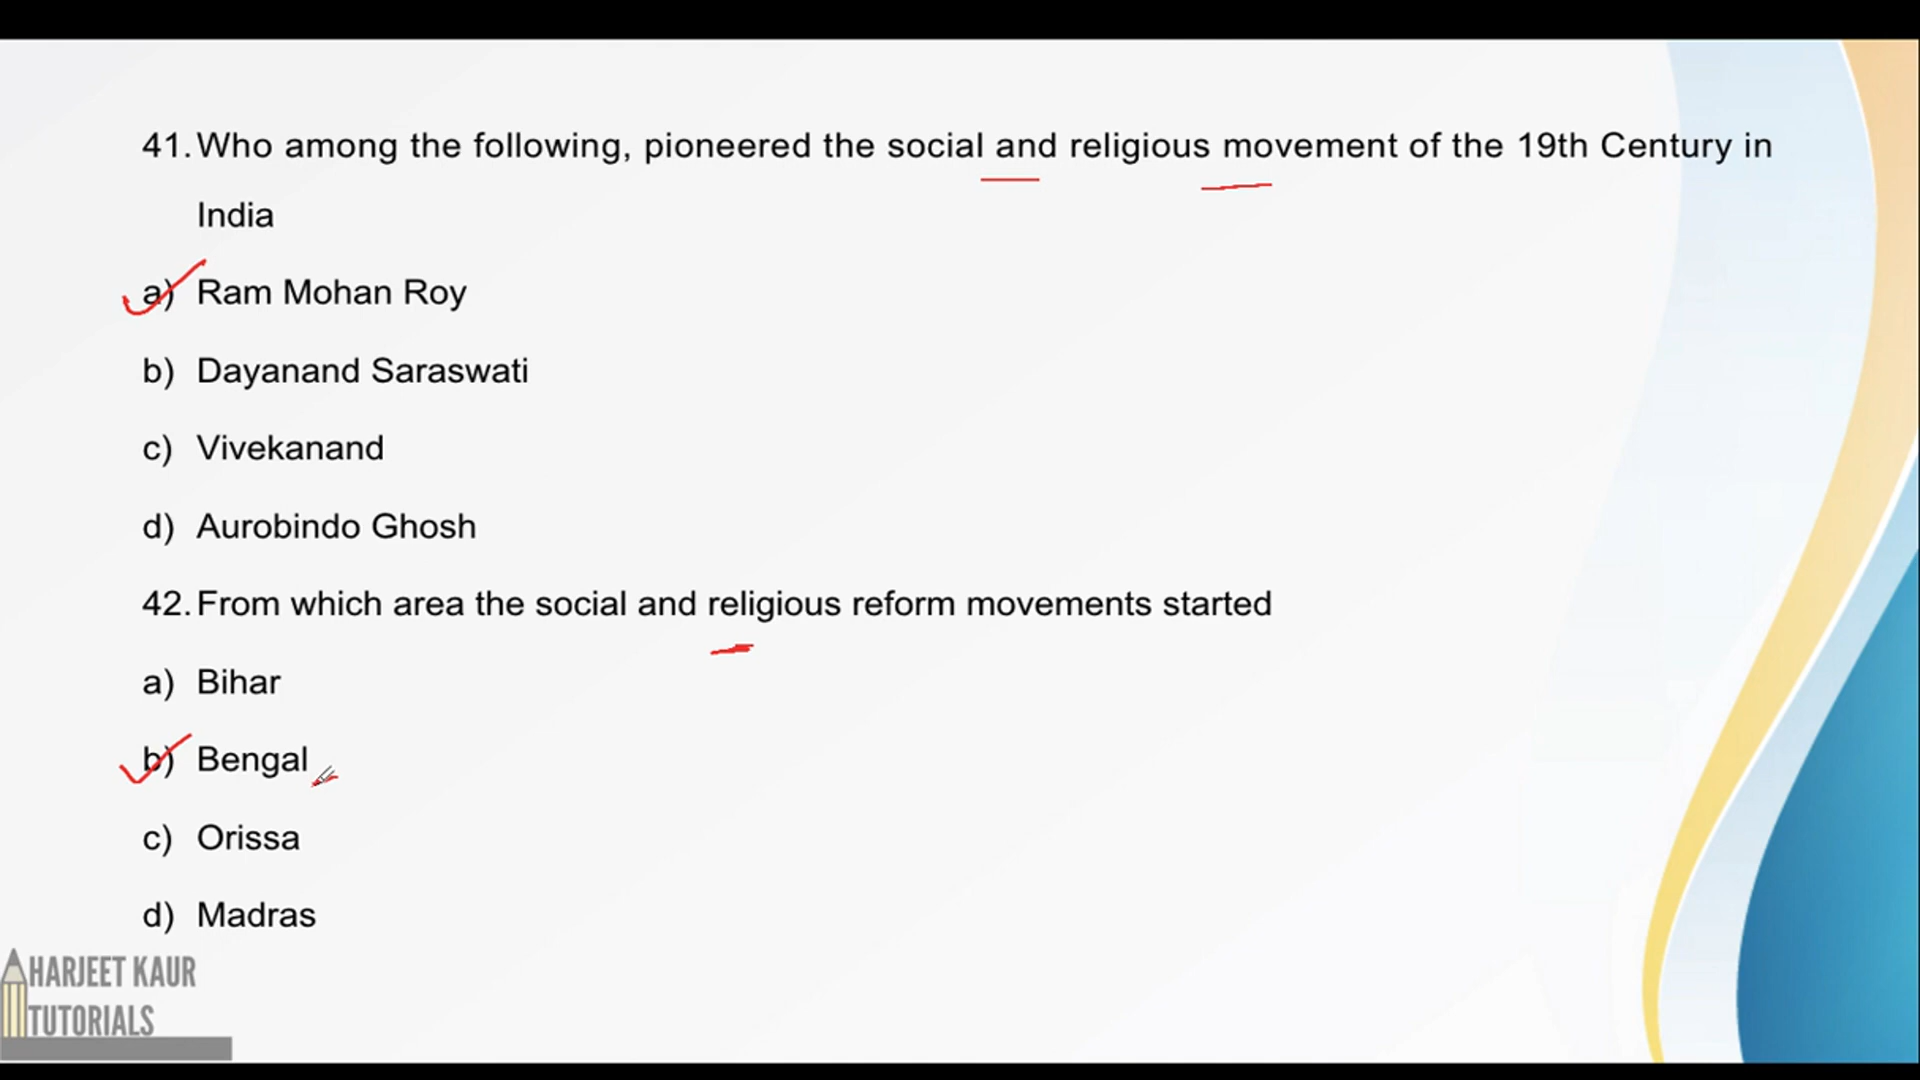 41. Who among the following, pioneered the social and religious movement of the 19th Century in
India
a) Ram Mohan Roy
b) Dayanand Saraswati
c) Vivekanand
d) Aurobindo Ghosh
42. From which area the social and religious reform movements started
a) Bihar
b) Bengal
c) Orissa
d) Madras
HARJEET KAUR
TUTORIALS